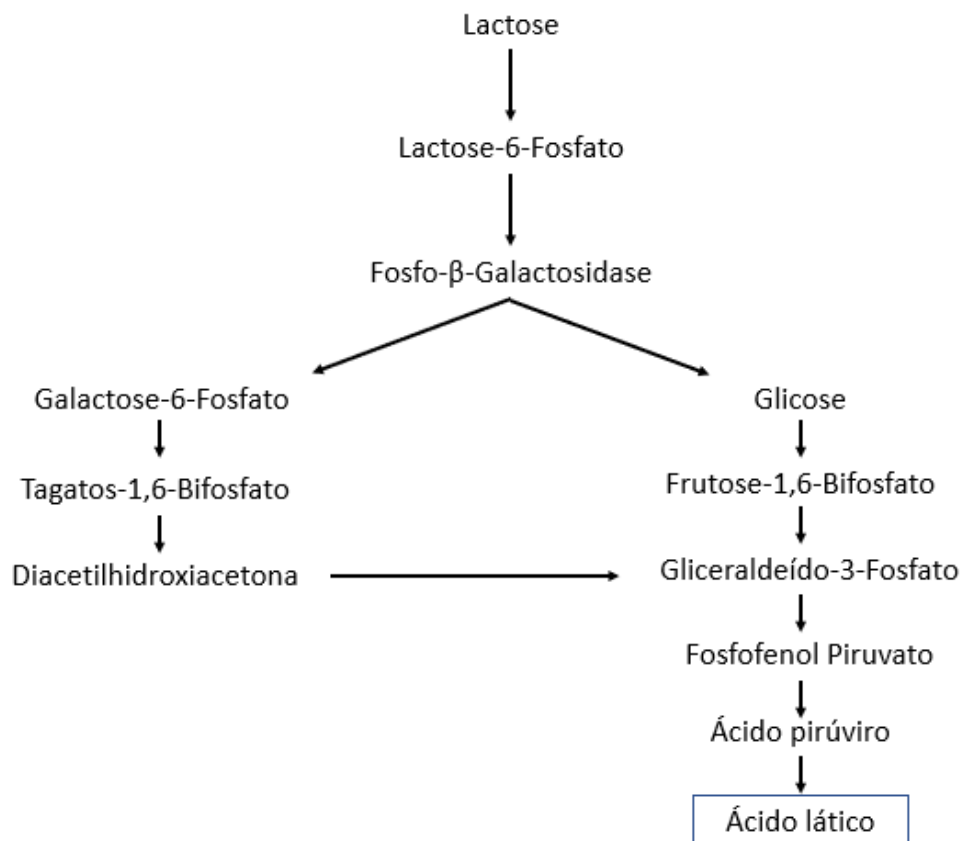 Lactose
Lactose-6-Fosfato
Fosfo-β-Galactosidase
Galactose-6-Fosfato
Glicose
Tagatos-1,6-Bifosfato
Frutose-1,6-Bifosfato
Diacetilhidroxiacetona
Gliceraldeído-3-Fosfato
Fosfofenol Piruvato
Ácido pirúviro
Ácido lático